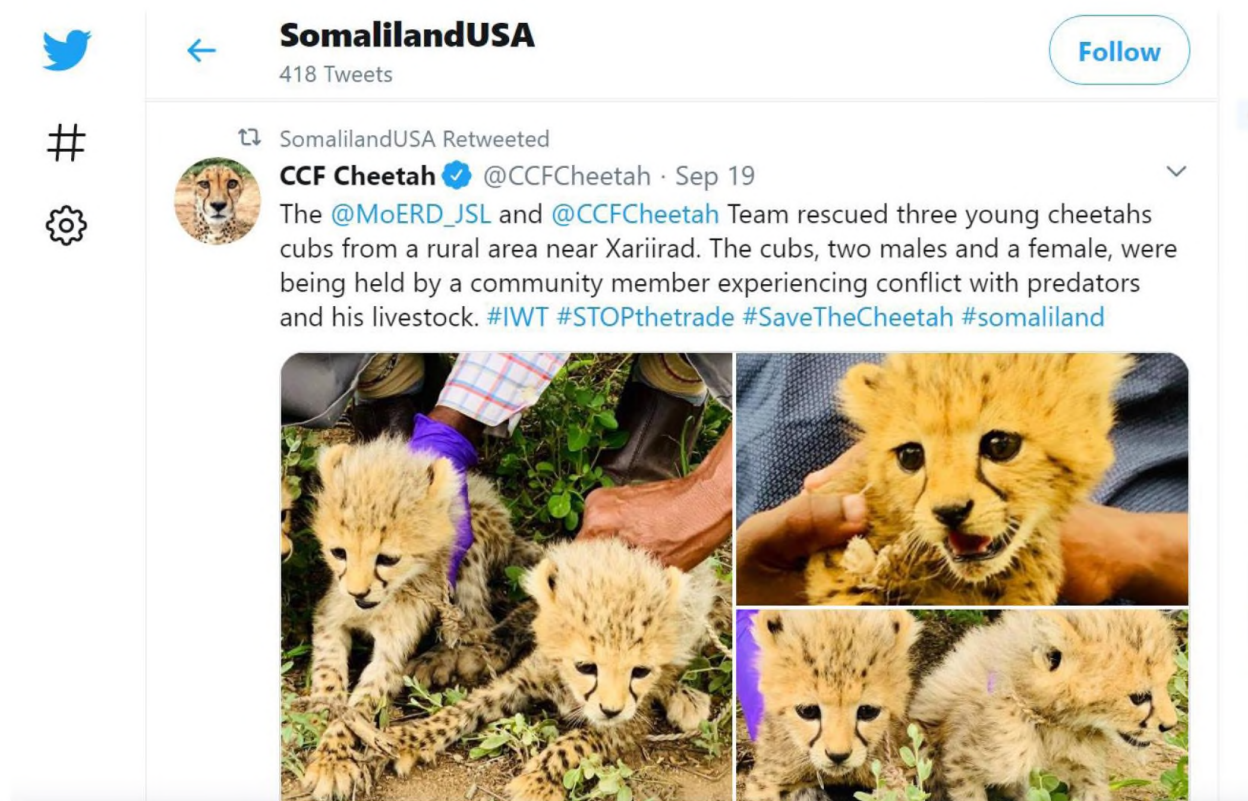 SomalilandUSA
418 Tweets
Follow
#
SomalilandUSA Retweeted
CCF Cheetah @CCFCheetah · Sep 19
The @MoERD_JSL and @CCFCheetah Team rescued three young cheetahs
cubs from a rural area near Xariirad. The cubs, two males and a female, were
being held by a community member experiencing conflict with predators
and his livestock. #IWT #STOPthetrade #SaveTheCheetah #somaliland